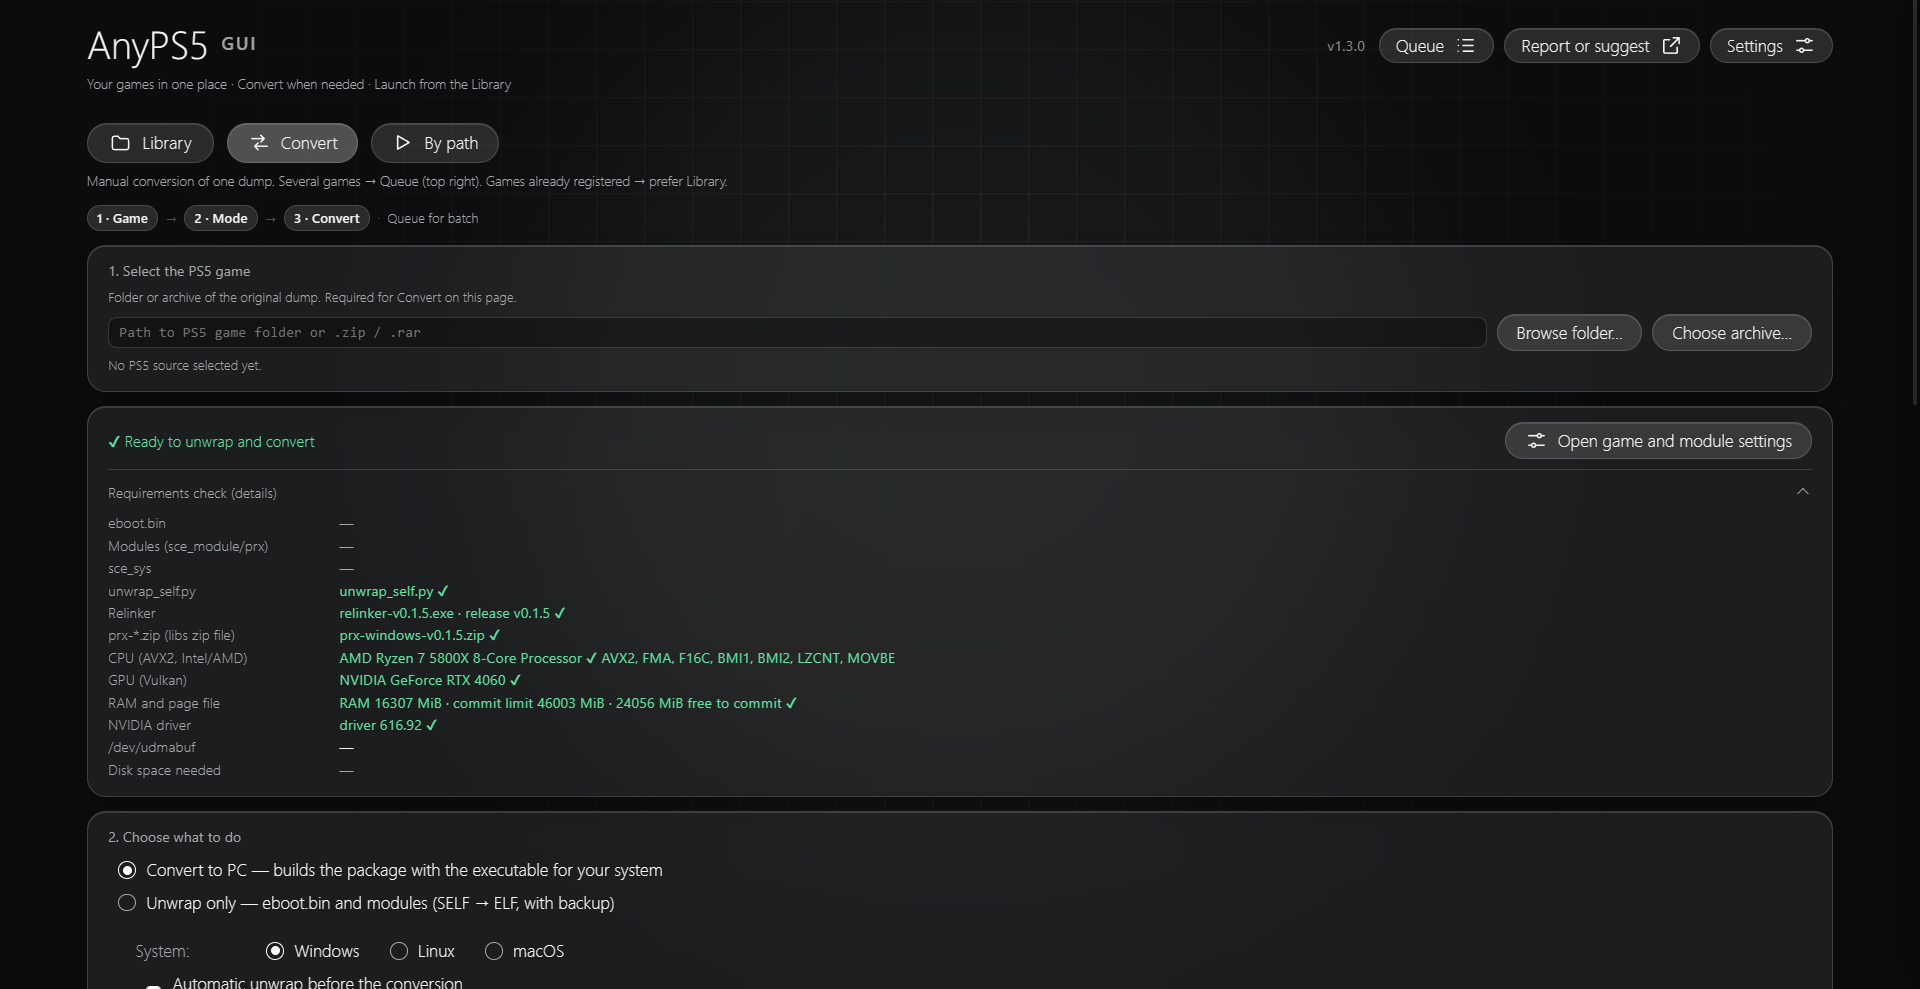 AnyPS5 GUI
v1.3.0 Queue Report or suggest Settings
Your games in one place · Convert when needed · Launch from the Library
Library Convert By path
Manual conversion of one dump. Several games → Queue (top right). Games already registered → prefer Library.
1 · Game → 2 · Mode → 3 · Convert · Queue for batch
1. Select the PS5 game
Folder or archive of the original dump. Required for Convert on this page.
Path to PS5 game folder or .zip / .rar Browse folder... Choose archive...
No PS5 source selected yet.
✓ Ready to unwrap and convert Open game and module settings
Requirements check (details)
eboot.bin —
Modules (sce_module/prx) —
sce_sys —
unwrap_self.py unwrap_self.py ✓
Relinker relinker-v0.1.5.exe · release v0.1.5 ✓
prx-*.zip (libs zip file) prx-windows-v0.1.5.zip ✓
CPU (AVX2, Intel/AMD) AMD Ryzen 7 5800X 8-Core Processor ✓ AVX2, FMA, F16C, BMI1, BMI2, LZCNT, MOVBE
GPU (Vulkan) NVIDIA GeForce RTX 4060 ✓
RAM and page file RAM 16307 MiB · commit limit 46003 MiB · 24056 MiB free to commit ✓
NVIDIA driver driver 616.92 ✓
/dev/udmabuf —
Disk space needed —
2. Choose what to do
Convert to PC — builds the package with the executable for your system
Unwrap only — eboot.bin and modules (SELF → ELF, with backup)
System: Windows Linux macOS
Automatic unwrap before the conversion